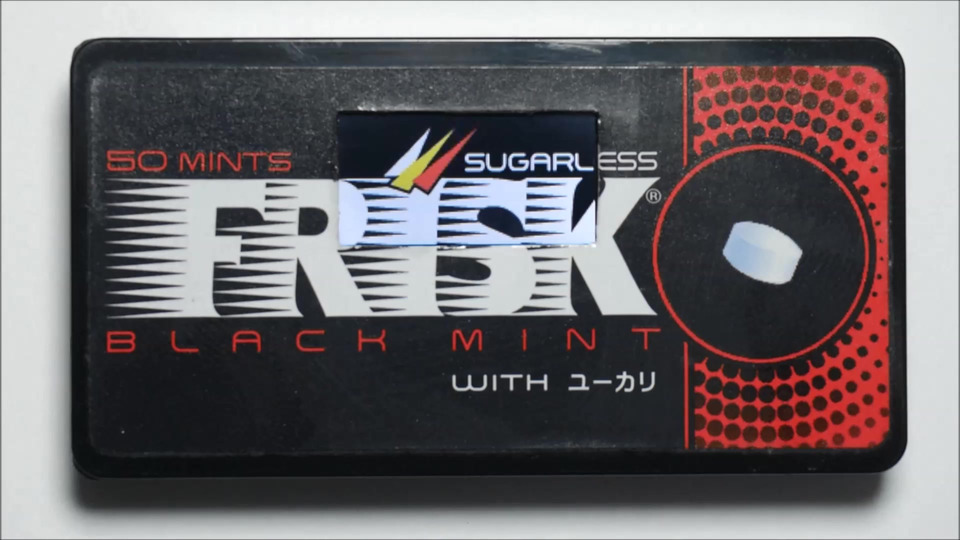 50 MINTS SUGARLESS
FRISK®
BLACK MINT
WITH ユーカリ